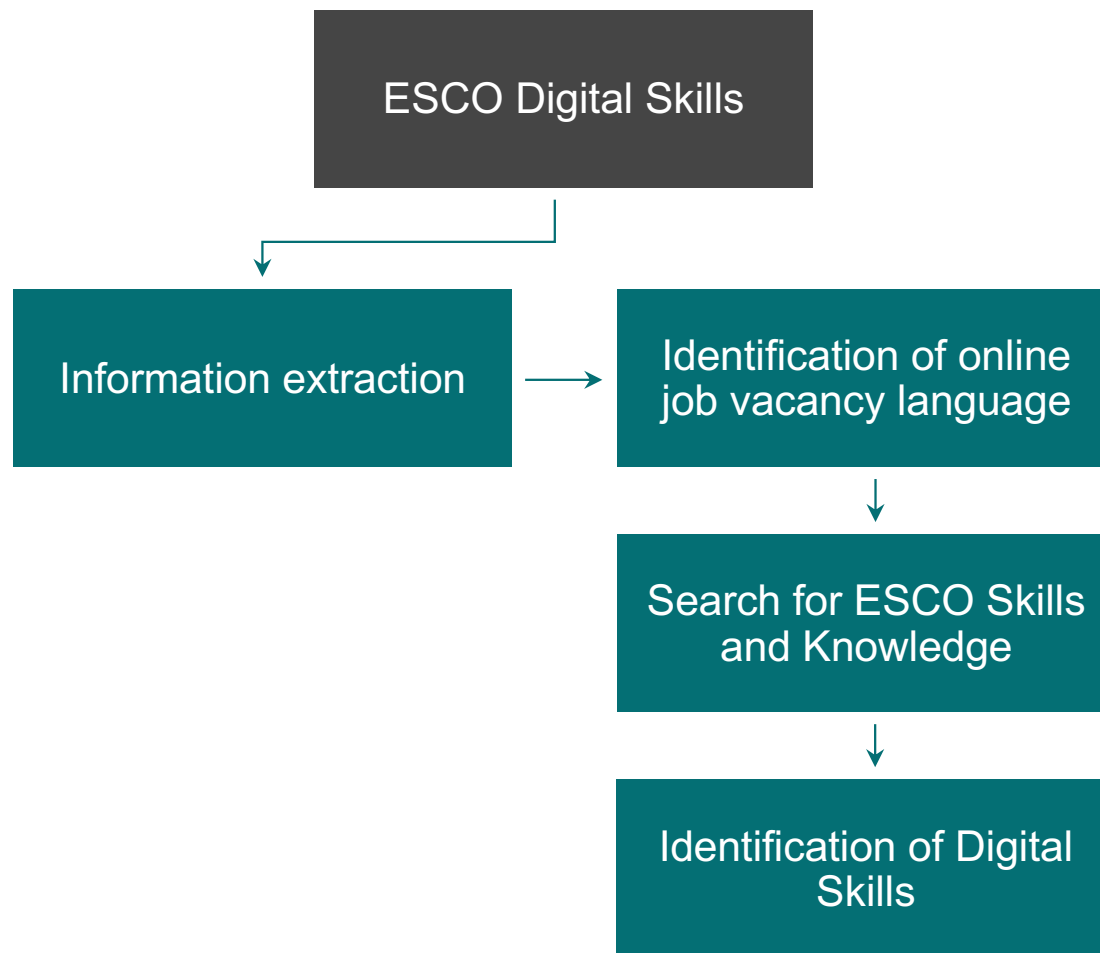 ESCO Digital Skills
Information extraction
Identification of online
job vacancy language
Search for ESCO Skills
and Knowledge
Identification of Digital
Skills